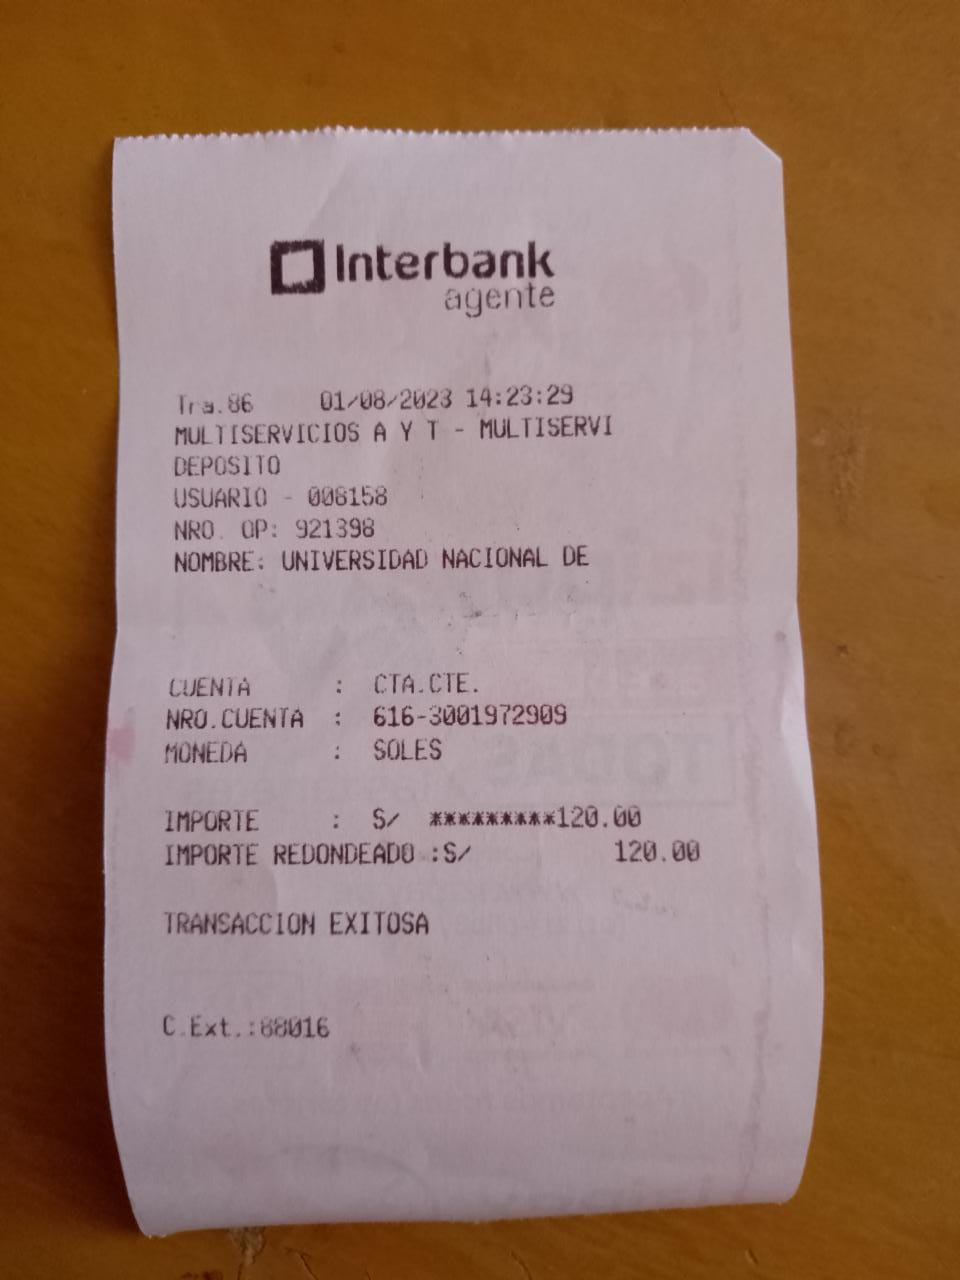 Interbank
agente
Tra.86 01/08/2023 14:23:29
MULTISERVICIOS A Y T - MULTISERVI
DEPOSITO
USUARIO - 008158
NRO. OP: 921398
NOMBRE: UNIVERSIDAD NACIONAL DE
CUENTA : CTA.CTE.
NRO.CUENTA : 616-3001972909
MONEDA : SOLES
IMPORTE : S/ *********120.00
IMPORTE REDONDEADO :S/ 120.00
TRANSACCION EXITOSA
C.Ext.:88016